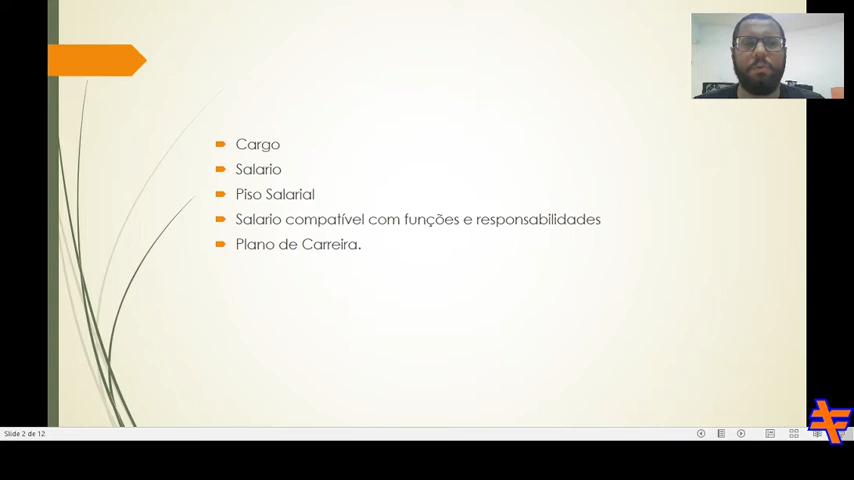 Cargo
Salario
Piso Salarial
Salario compatível com funções e responsabilidades
Plano de Carreira.
Slide 2 de 12